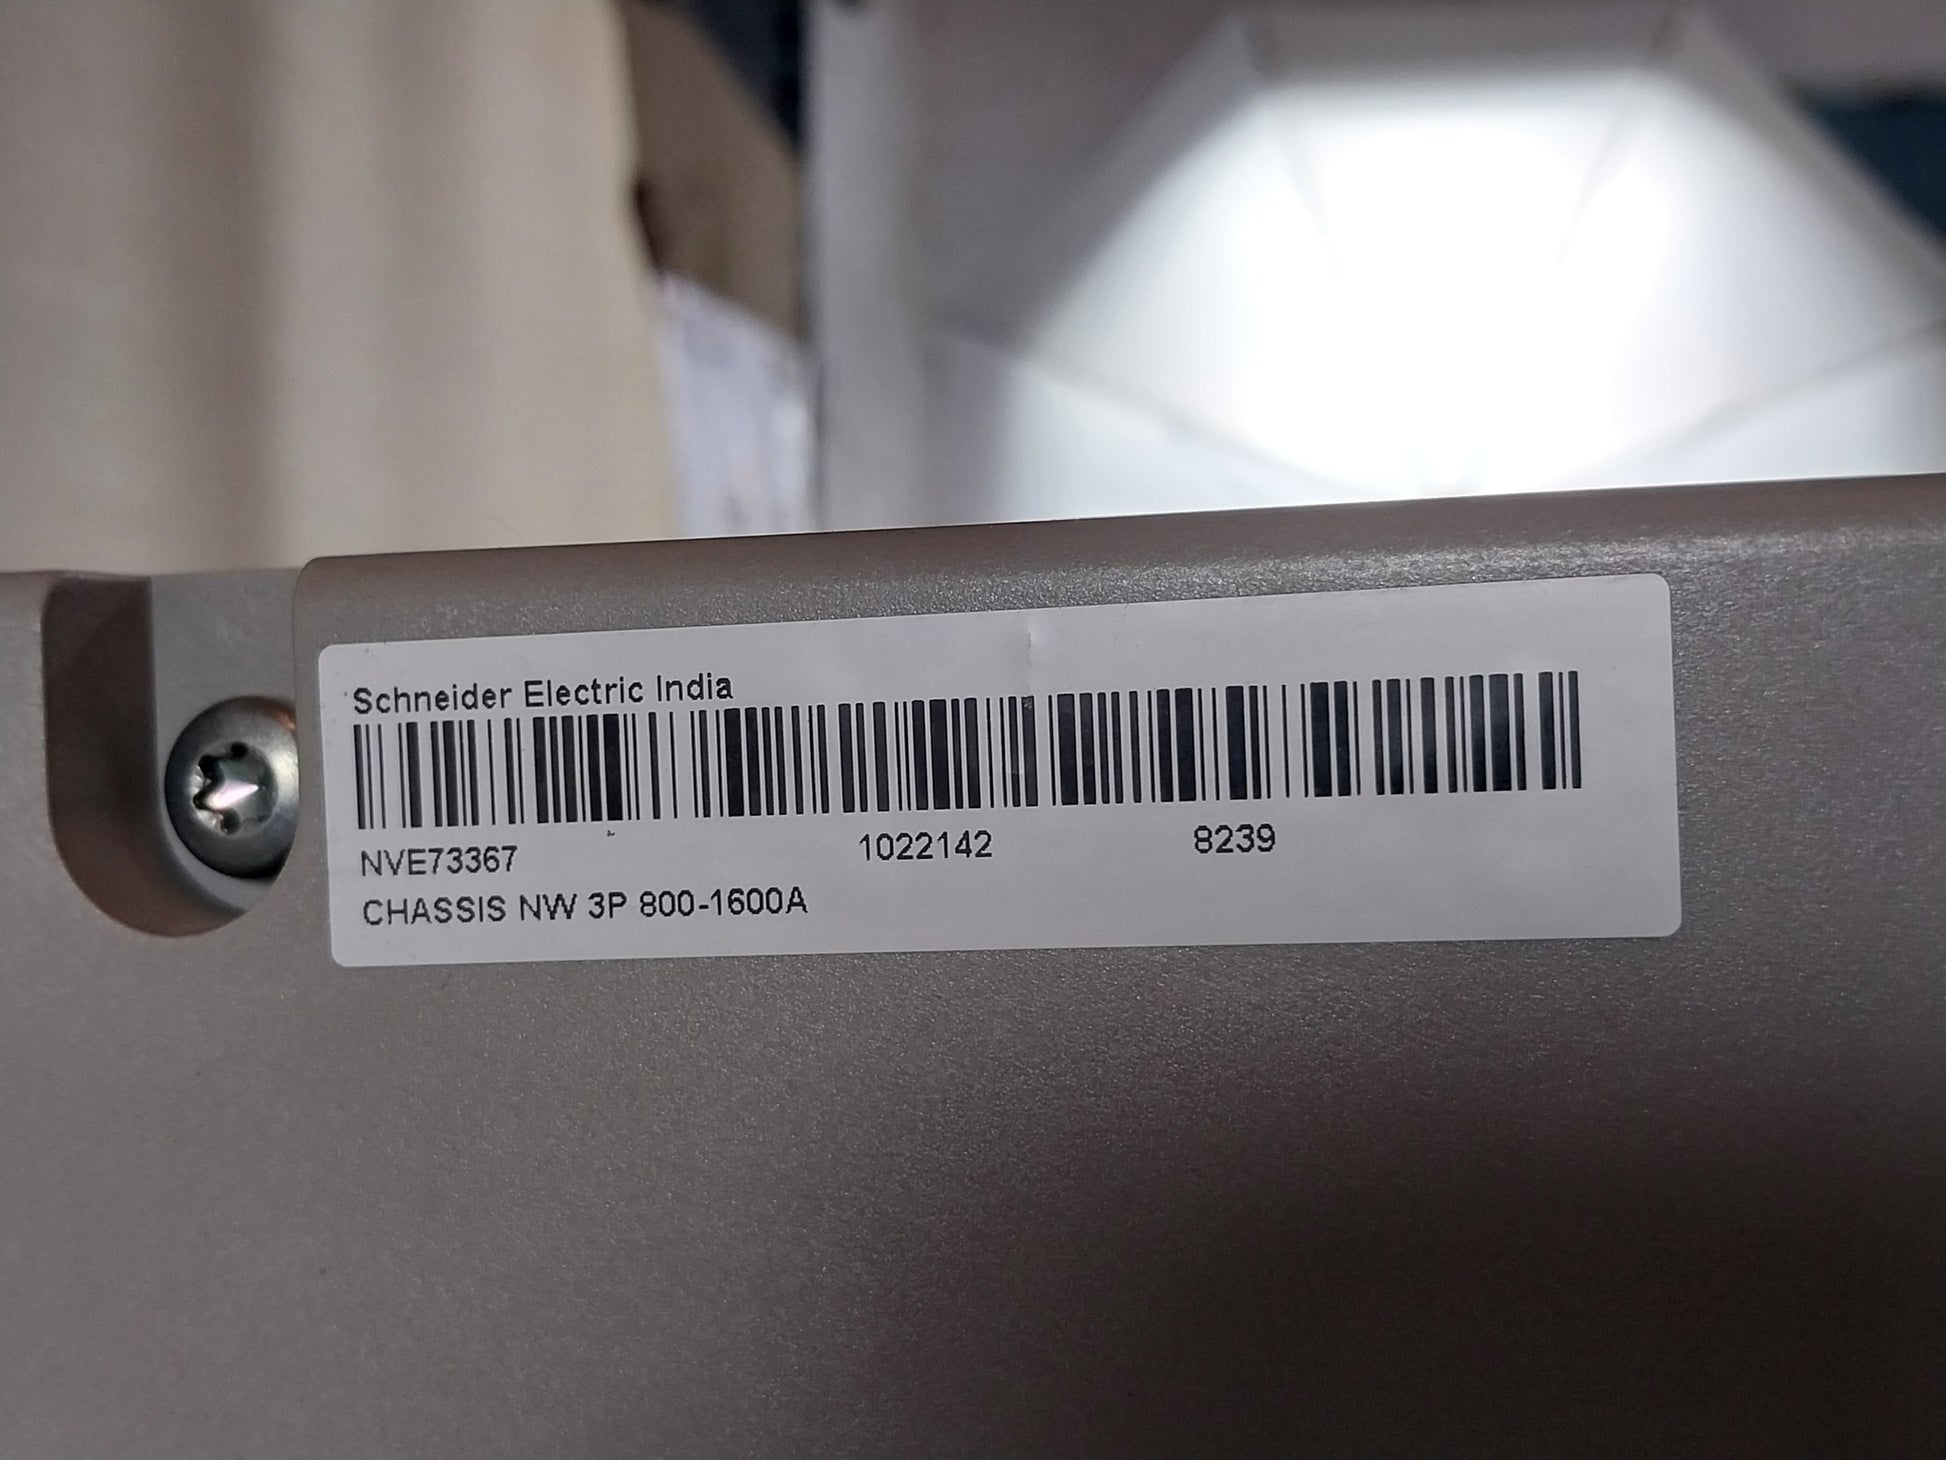 Schneider Electric India
NVE73367 1022142 8239
CHASSIS NW 3P 800-1600A